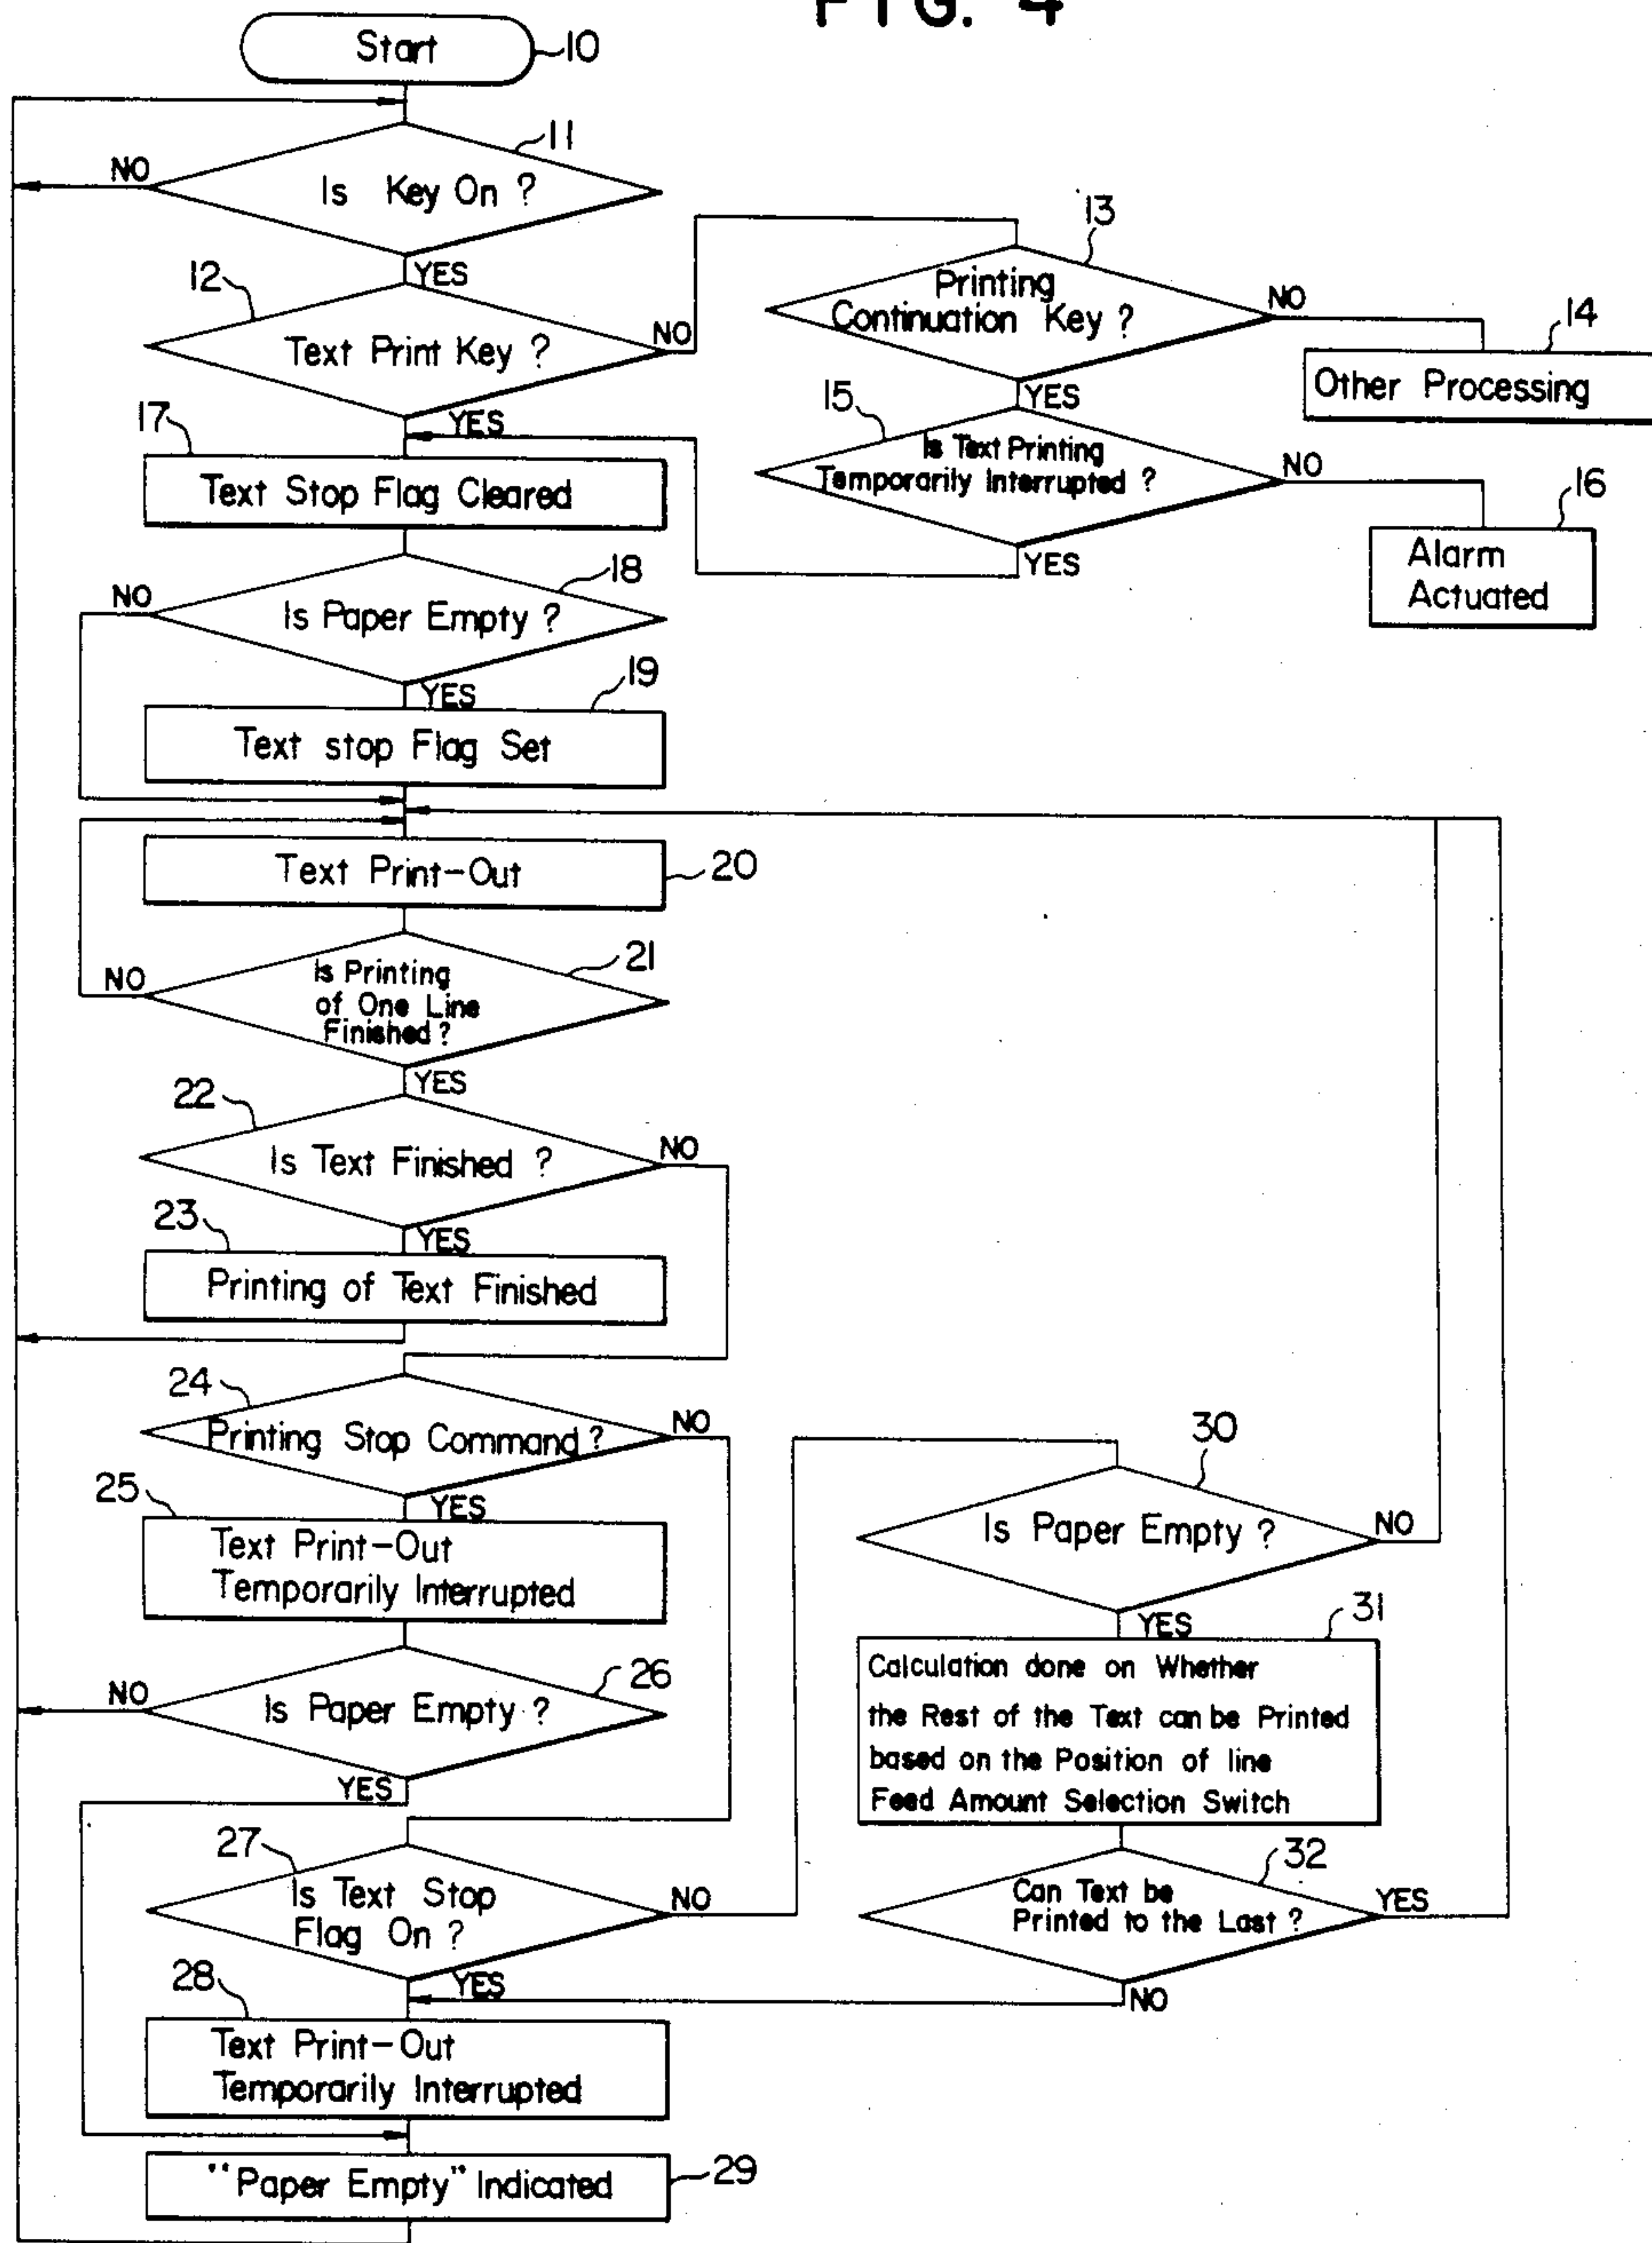 FIG. 4
Start
10
11
NO
Is Key On ?
YES
12
Text Print Key ?
NO
13
Printing
Continuation Key ?
NO
14
Other Processing
YES
15
Is Text Printing
Temporarily Interrupted ?
NO
16
Alarm
Actuated
YES
YES
17
Text Stop Flag Cleared
18
NO
Is Paper Empty ?
YES
19
Text stop Flag Set
Text Print-Out
20
21
NO
Is Printing
of One Line
Finished ?
YES
22
Is Text Finished ?
NO
YES
23
Printing of Text Finished
24
Printing Stop Command ?
NO
YES
25
Text Print-Out
Temporarily Interrupted
26
NO
Is Paper Empty ?
YES
27
Is Text Stop
Flag On ?
NO
YES
28
Text Print-Out
Temporarily Interrupted
"Paper Empty" Indicated
29
30
Is Paper Empty ?
NO
YES
31
Calculation done on Whether
the Rest of the Text can be Printed
based on the Position of line
Feed Amount Selection Switch
32
Can Text be
Printed to the Last ?
YES
NO